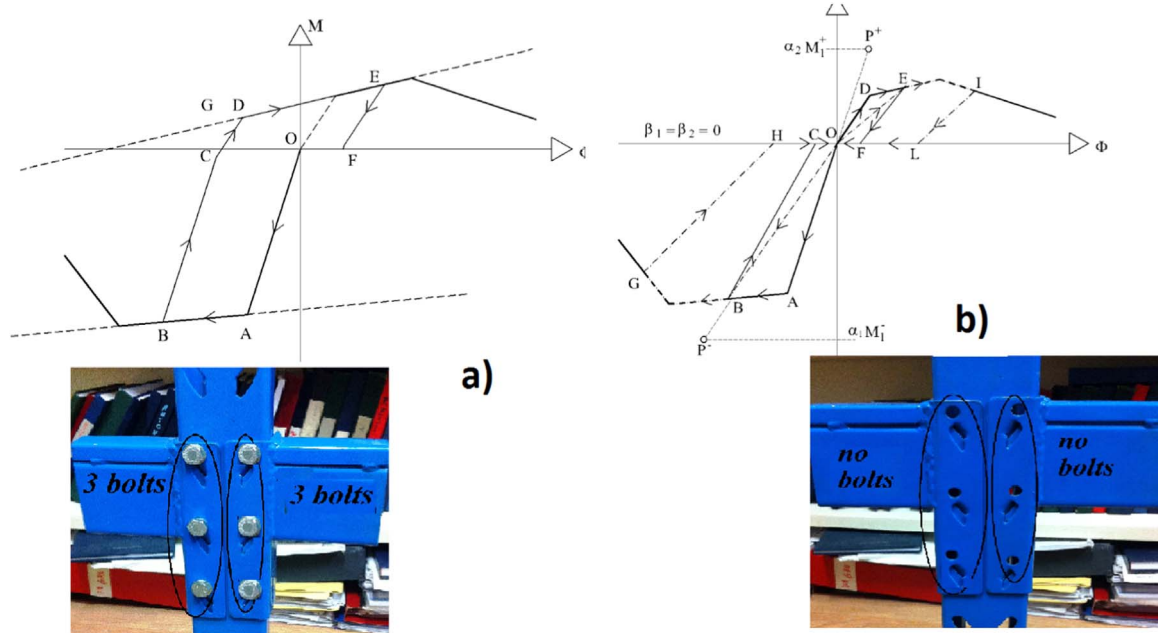 M
G D E
O
C F Φ
B A
a)
α₂ M₁⁺ P⁺
D E I
β₁ = β₂ = 0 H C O F L Φ
G
B A
P⁻ α₁ M₁⁻
b)
3 bolts 3 bolts
no bolts
no bolts